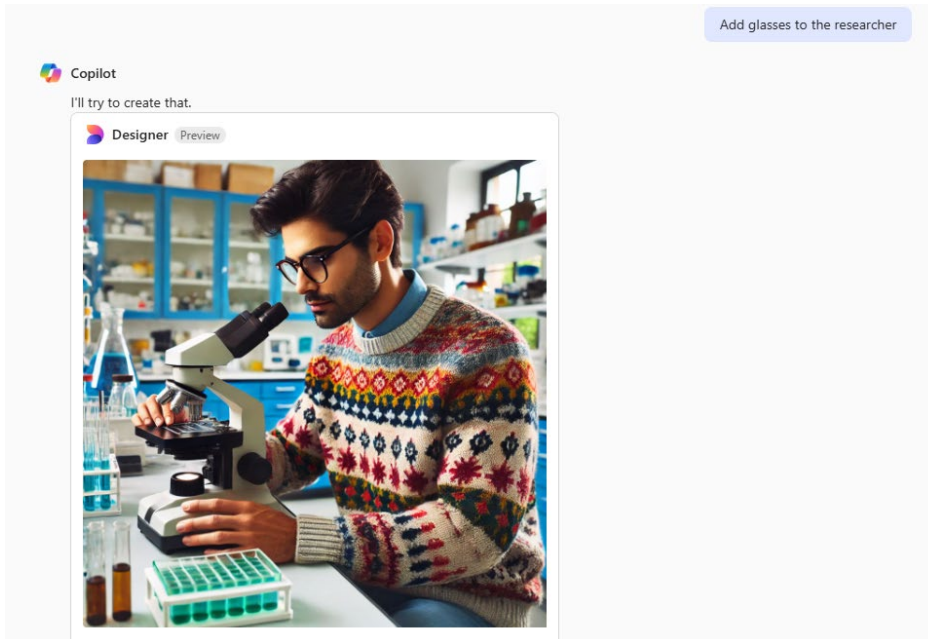 Add glasses to the researcher
Copilot
I'll try to create that.
Designer Preview